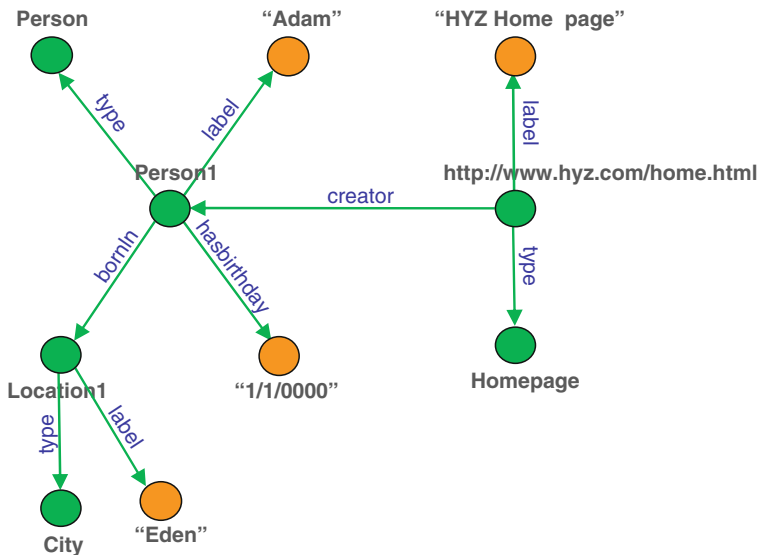 Person
“Adam”
“HYZ Home page”
type
label
label
Person1
http://www.hyz.com/home.html
creator
bornIn
hasbirthday
type
Location1
“1/1/0000”
Homepage
type
label
City
“Eden”